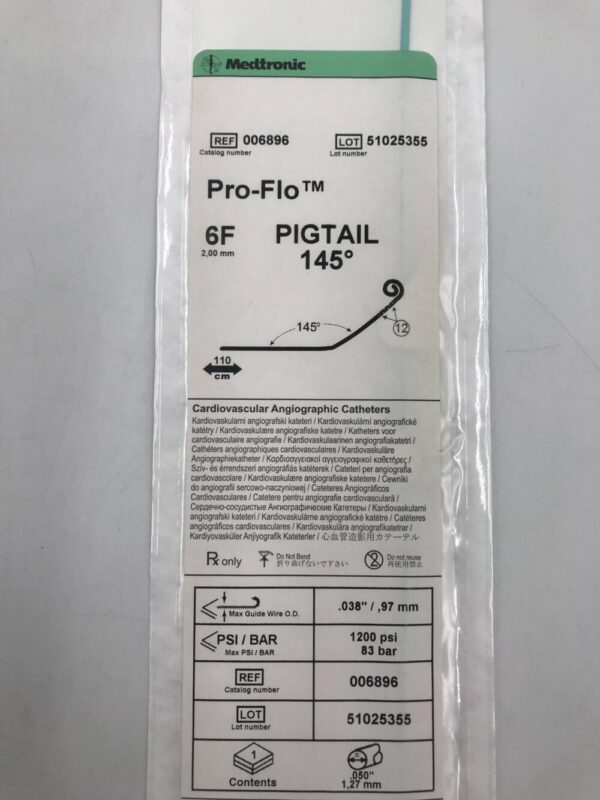 Medtronic
REF 006896 LOT 51025355
Catalog number Lot number
Pro-Flo™
6F PIGTAIL
2,00 mm 145°
145°
12
110
cm
Cardiovascular Angiographic Catheters
Kardiovaskularni angiografski kateteri / Kardiovaskulární angiografické
katétry / Kardiovaskulære angiografiske katetre / Katheters voor
cardiovasculaire angiografie / Kardiovaskulaarinen angiografiakatetri /
Cathéters angiographiques cardiovasculaires / Kardiovaskuläre
Angiographiekatheter / Καρδιαγγειακοί αγγειογραφικοί καθετήρες /
Szív- és érrendszeri angiográfiás katéterek / Cateteri per angiografia
cardiovascolare / Kardiovaskulære angiografiske katetere / Cewniki
do angiografii sercowo-naczyniowej / Cateteres Angiográficos
Cardiovasculares / Catetere pentru angiografie cardiovasculară /
Сердечно-сосудистые Ангиографические Катетеры / Kardiovaskularni
angiografski kateteri / Kardiovaskulárne angiografické katétre / Catéteres
angiográficos cardiovasculares / Kardiovaskulära angiografikatetrar /
Kardiyovasküler Anjiyografik Kateterler / 心血管造影用カテーテル
Rx only Do Not Bend Do not reuse
折り曲げないで下さい 再使用禁止
Max Guide Wire O.D. .038" / ,97 mm
PSI / BAR 1200 psi
Max PSI / BAR 83 bar
REF 006896
Catalog number
LOT 51025355
Lot number
1 C
Contents .050"
1,27 mm